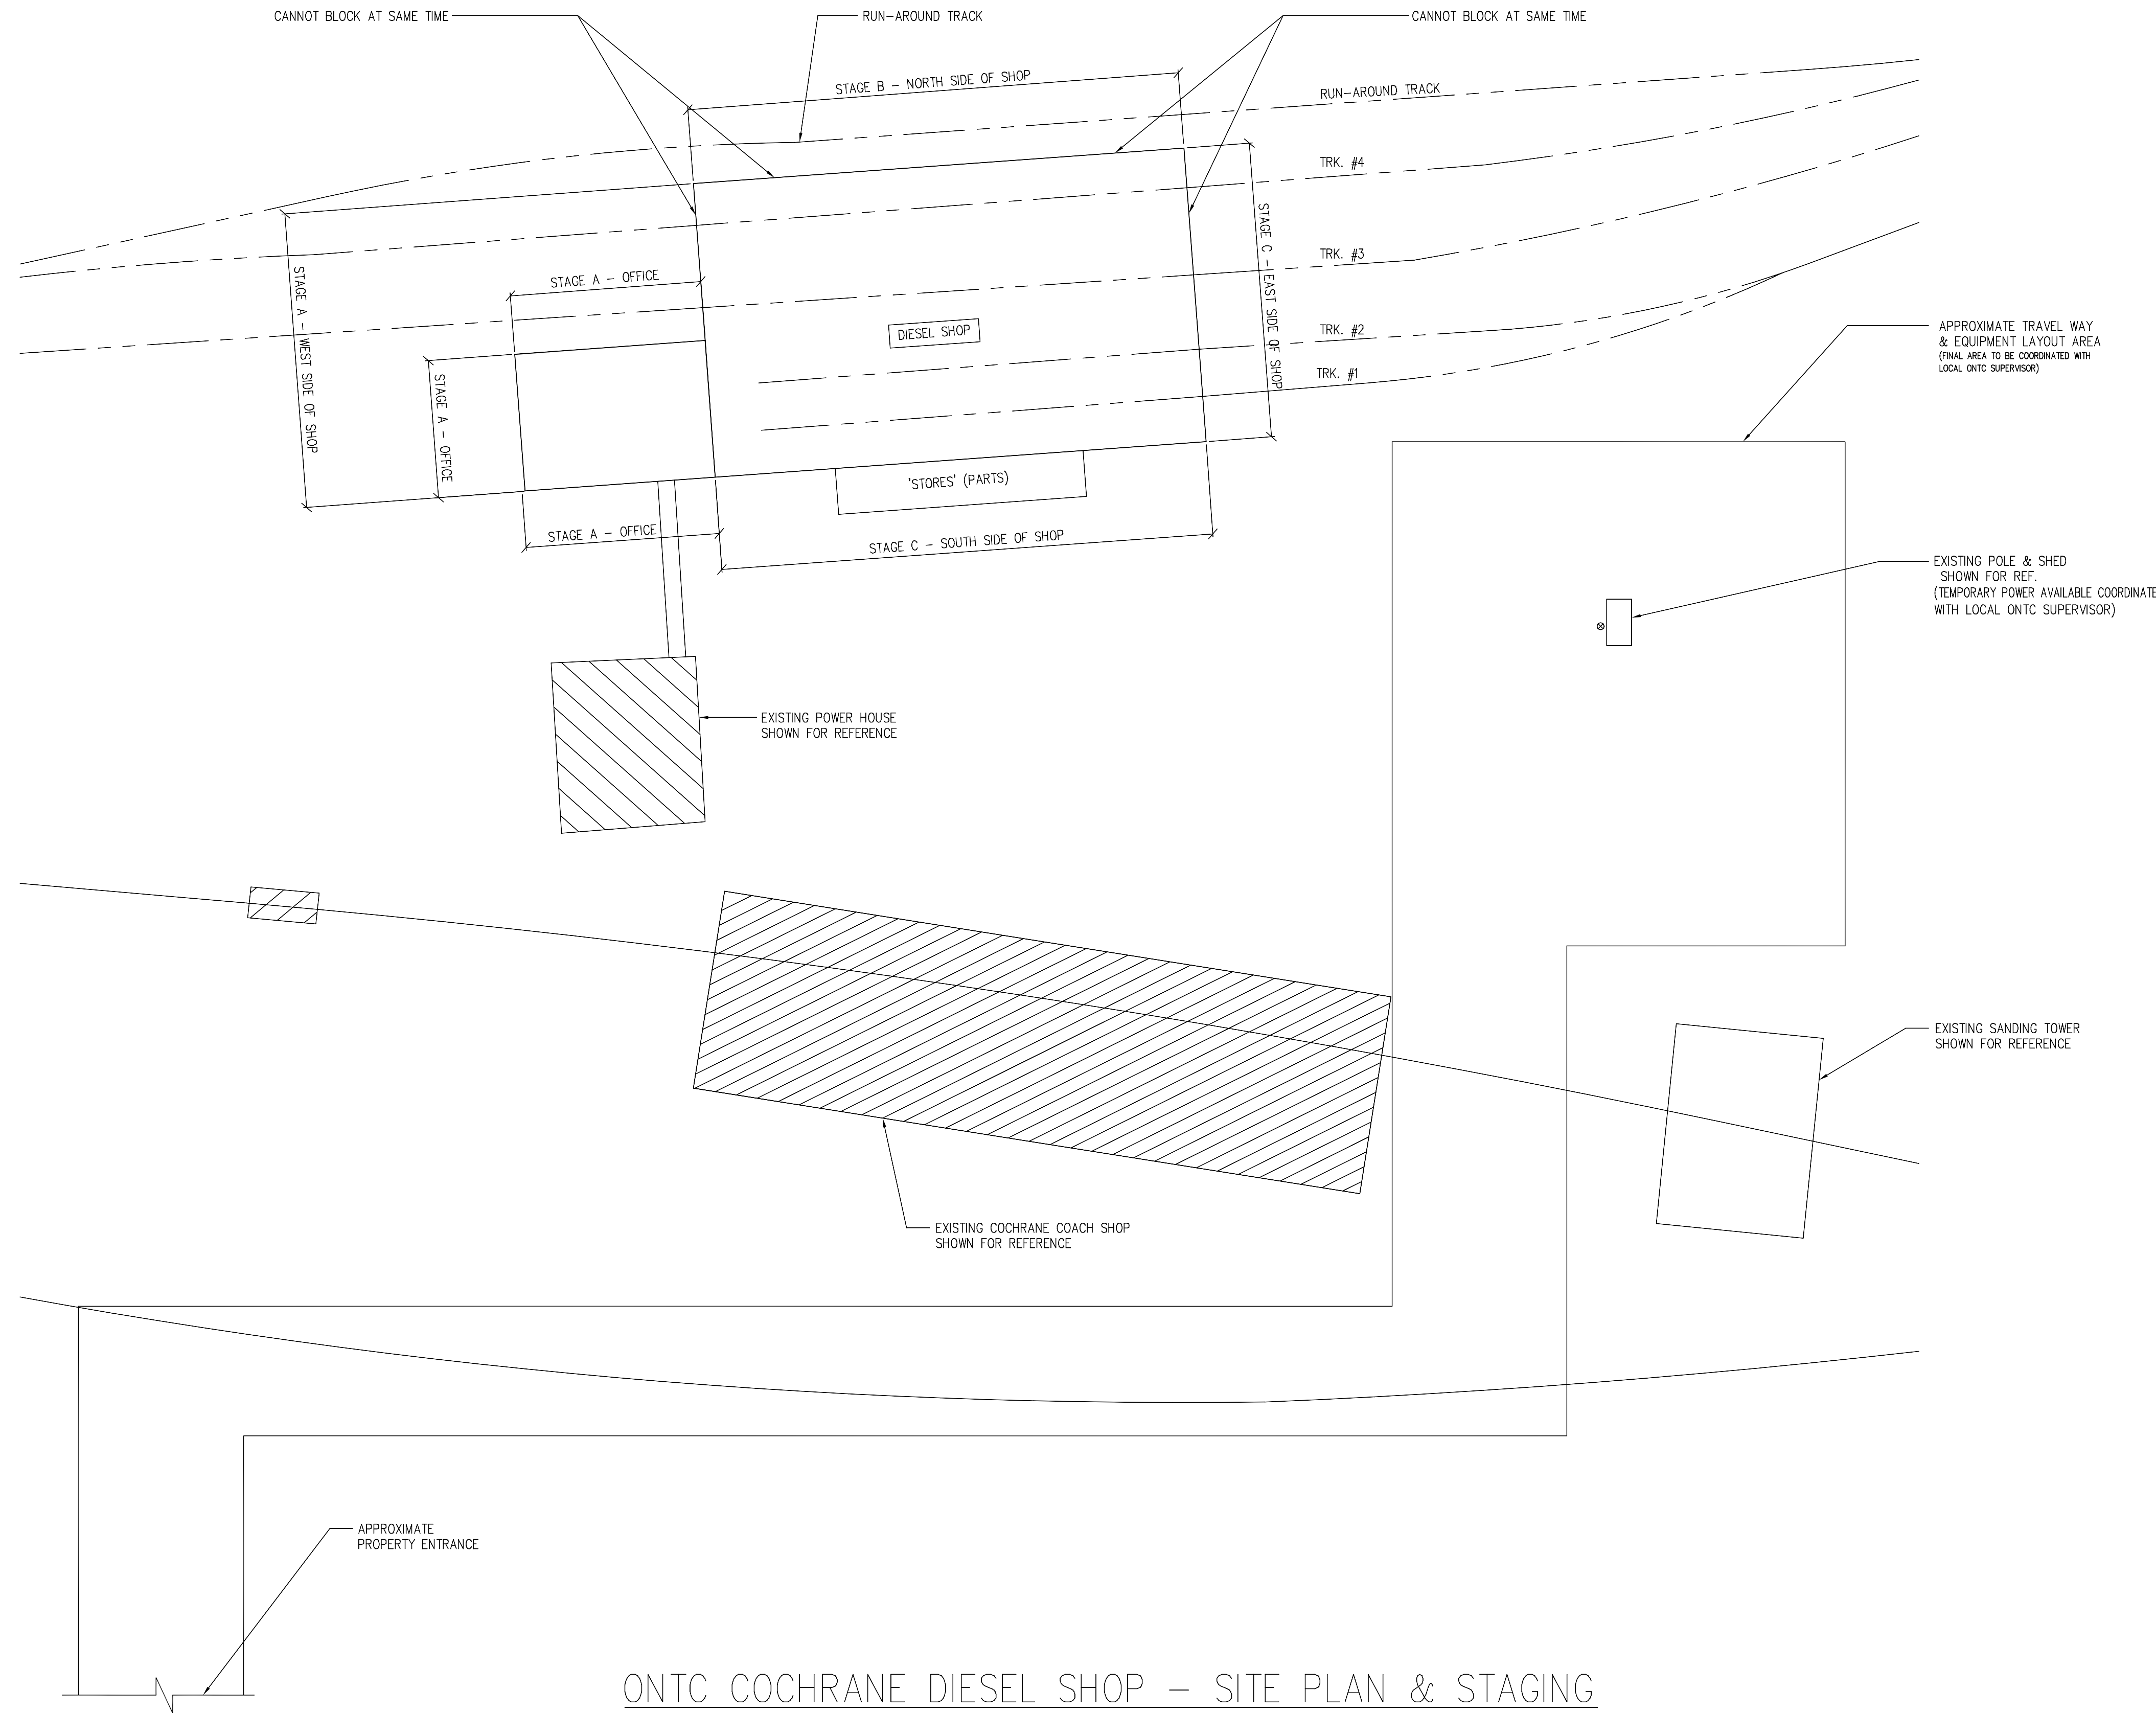 CANNOT BLOCK AT SAME TIME
RUN-AROUND TRACK
CANNOT BLOCK AT SAME TIME
STAGE B - NORTH SIDE OF SHOP
RUN-AROUND TRACK
TRK. #4
STAGE C - EAST SIDE OF SHOP
TRK. #3
STAGE A - WEST SIDE OF SHOP
STAGE A - OFFICE
DIESEL SHOP
TRK. #2
TRK. #1
APPROXIMATE TRAVEL WAY
& EQUIPMENT LAYOUT AREA
(FINAL AREA TO BE COORDINATED WITH
LOCAL ONTC SUPERVISOR)
STAGE A - OFFICE
'STORES' (PARTS)
STAGE A - OFFICE
STAGE C - SOUTH SIDE OF SHOP
EXISTING POLE & SHED
SHOWN FOR REF.
(TEMPORARY POWER AVAILABLE COORDINATE
WITH LOCAL ONTC SUPERVISOR)
EXISTING POWER HOUSE
SHOWN FOR REFERENCE
EXISTING SANDING TOWER
SHOWN FOR REFERENCE
EXISTING COCHRANE COACH SHOP
SHOWN FOR REFERENCE
APPROXIMATE
PROPERTY ENTRANCE
ONTC COCHRANE DIESEL SHOP - SITE PLAN & STAGING